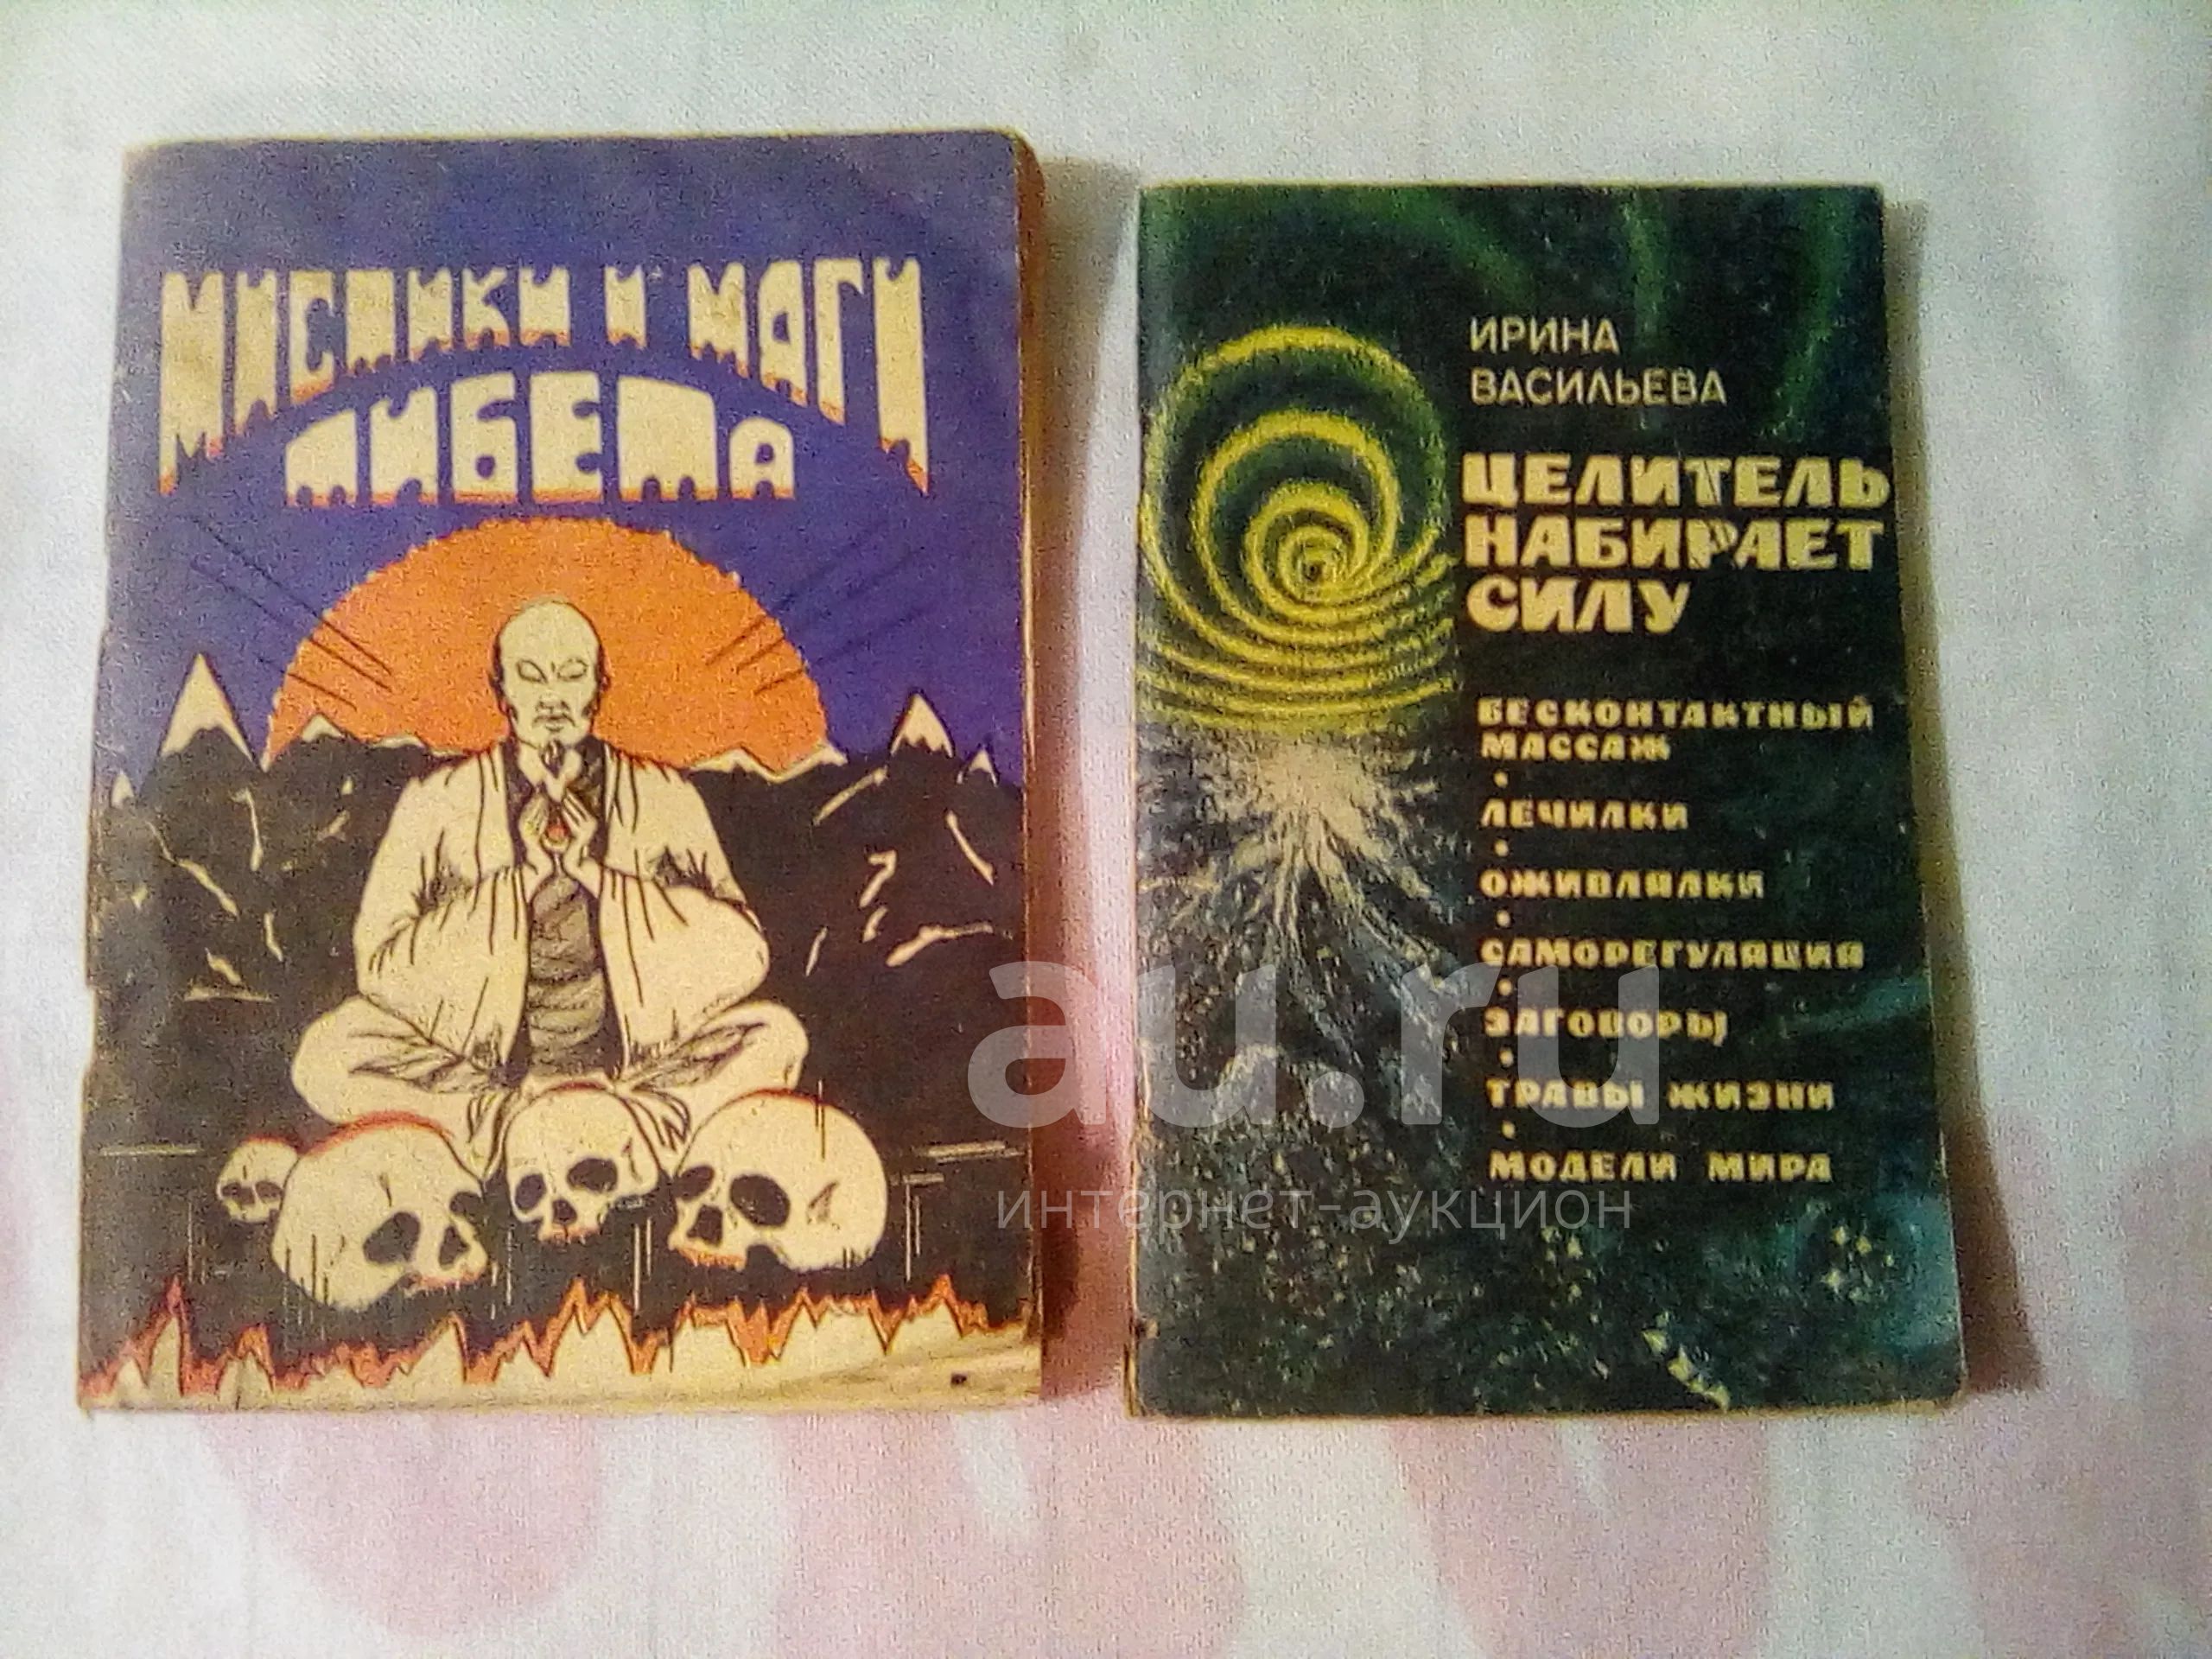 МИСТИКИ И МАГИ
ТИБЕТА
ИРИНА
ВАСИЛЬЕВА
ЦЕЛИТЕЛЬ
НАБИРАЕТ
СИЛУ
БЕСКОНТАКТНЫЙ
МАССАЖ
•
ЛЕЧИЛКИ
•
ОЖИВЛЯЛКИ
•
САМОРЕГУЛЯЦИЯ
•
ЗАГОВОРЫ
•
ТРАВЫ ЖИЗНИ
•
МОДЕЛИ МИРА
au.ru
интернет-аукцион